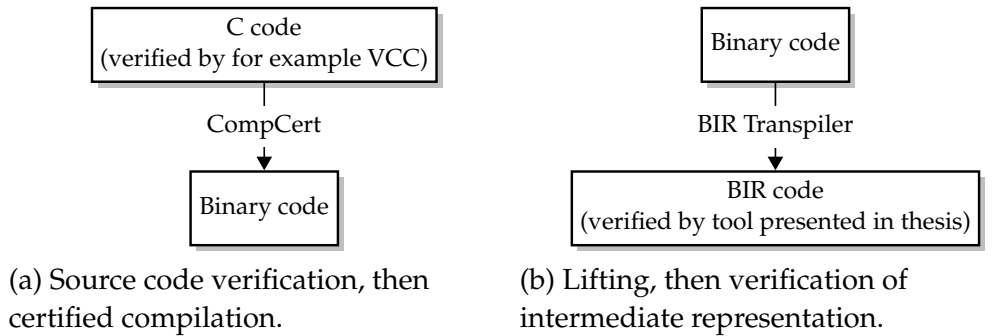 C code
(verified by for example VCC)
CompCert
Binary code
(a) Source code verification, then
certified compilation.
Binary code
BIR Transpiler
BIR code
(verified by tool presented in thesis)
(b) Lifting, then verification of
intermediate representation.